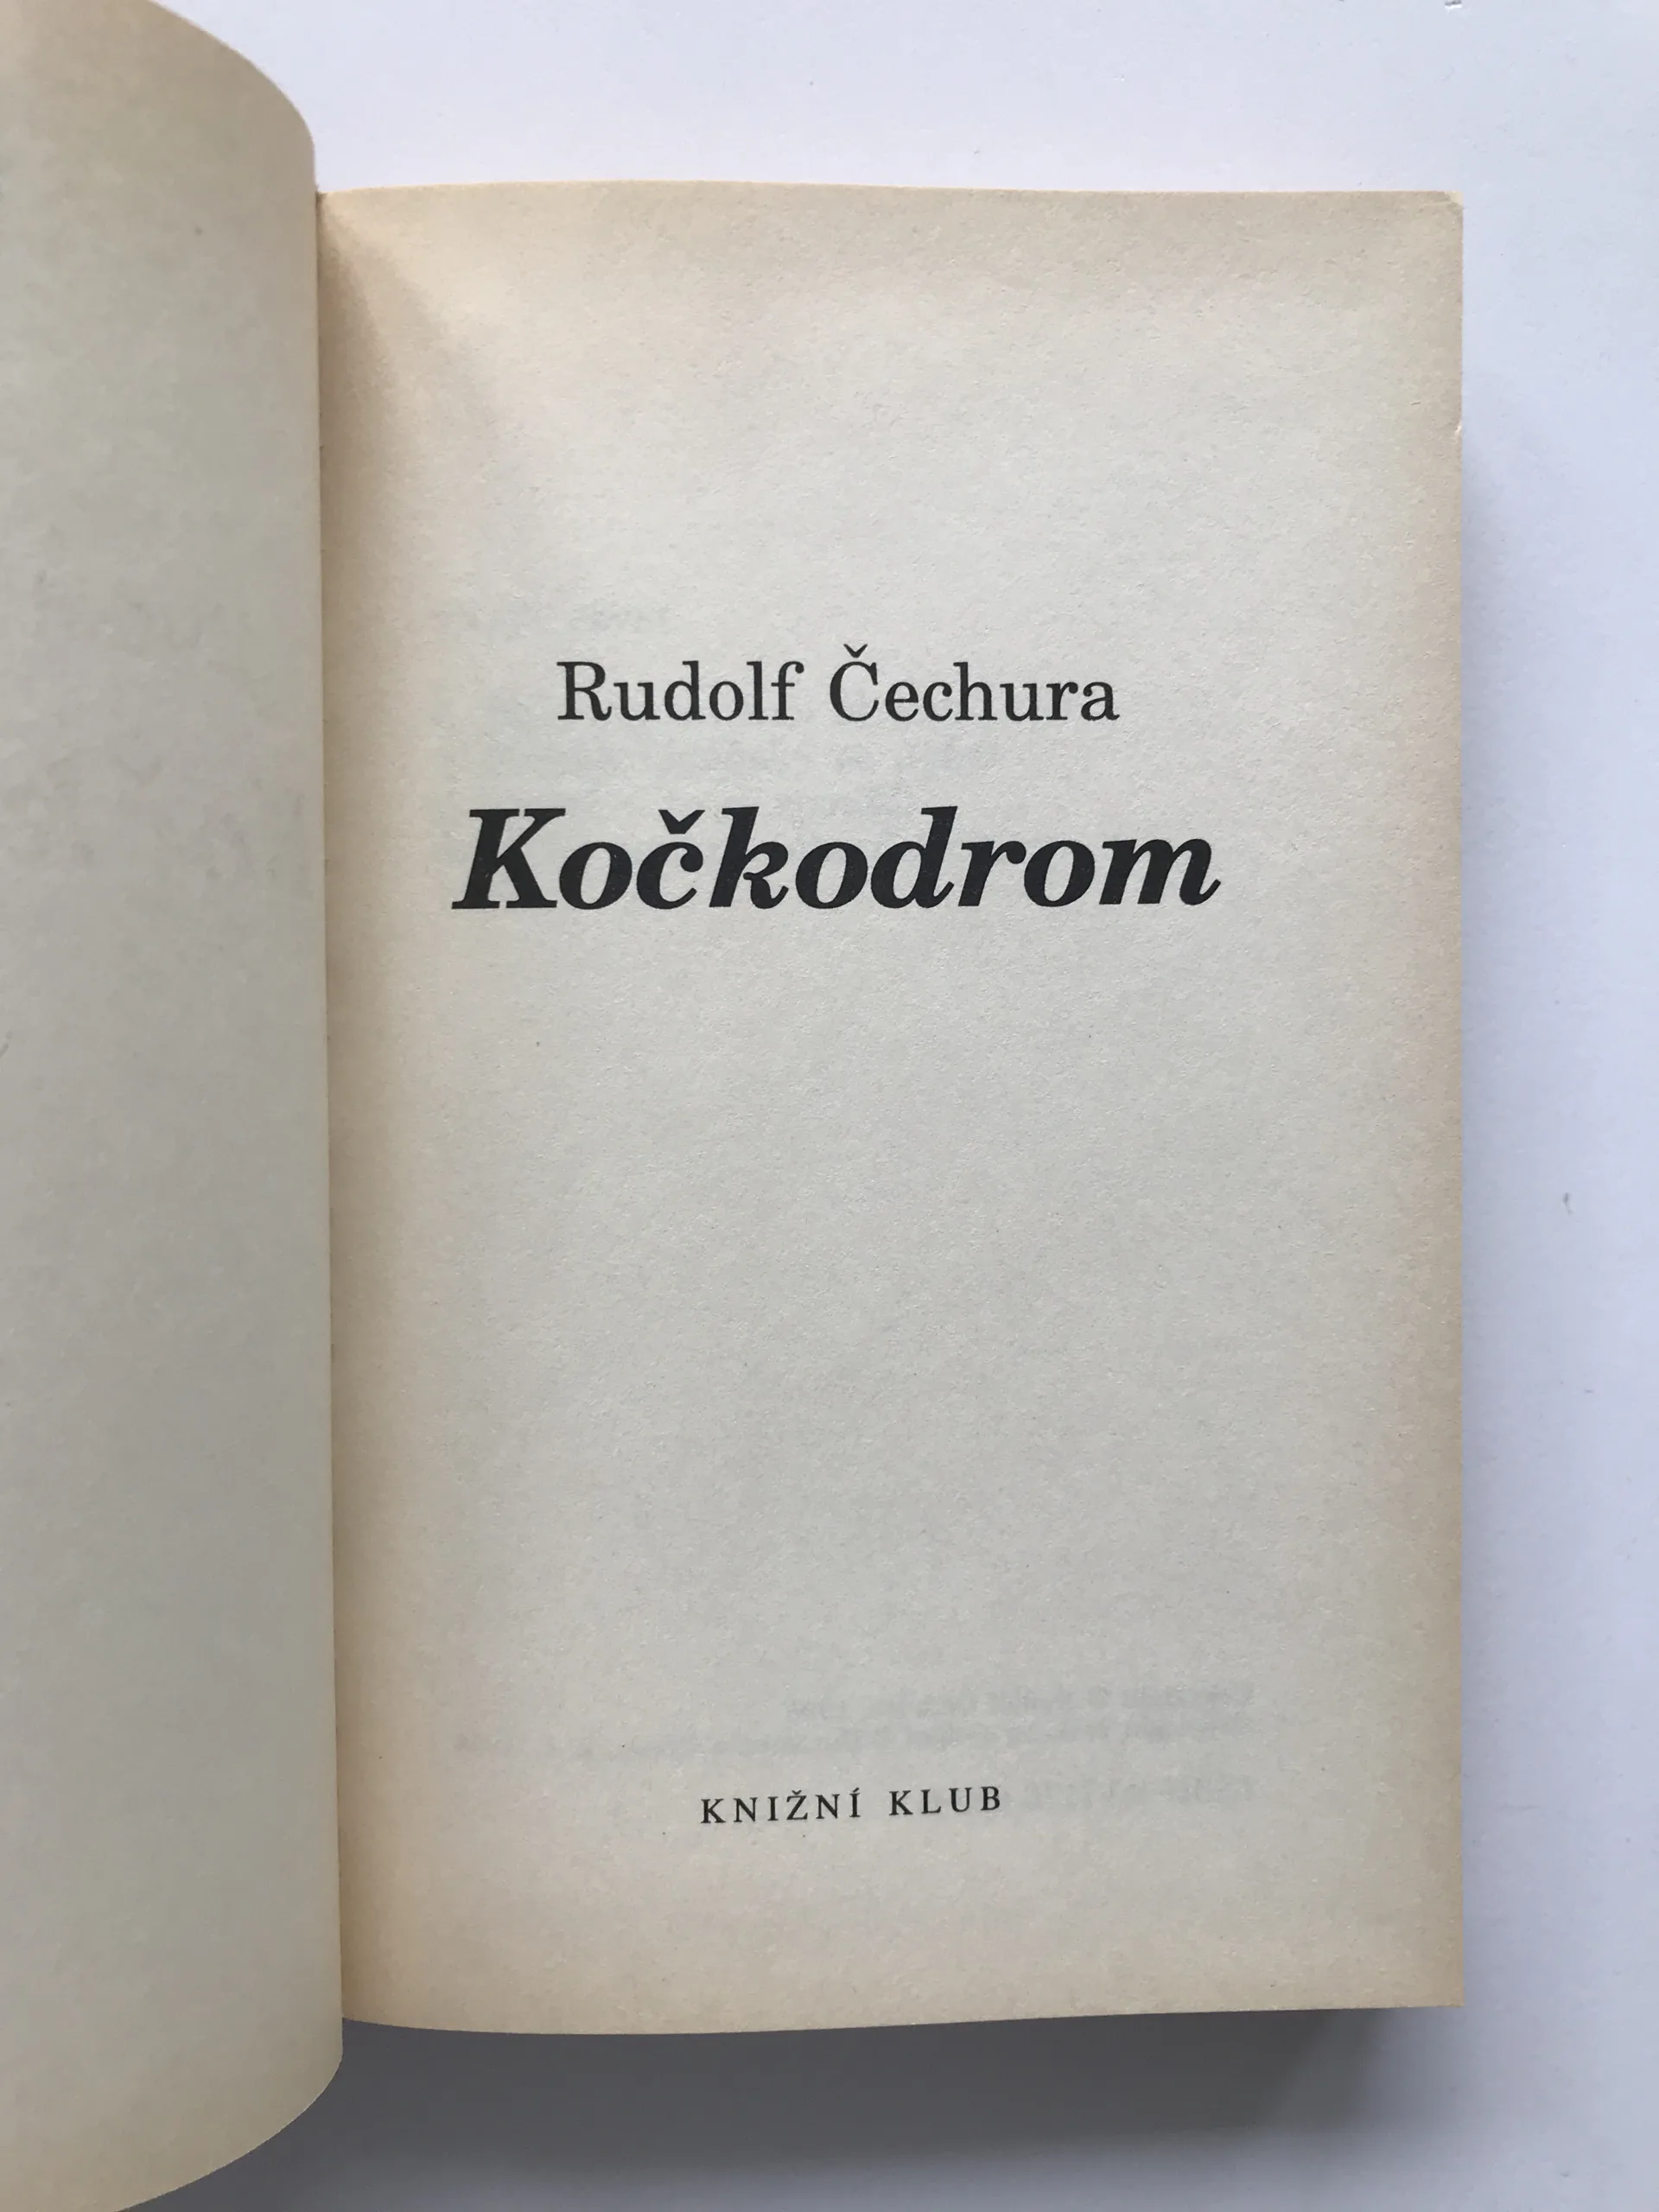 Rudolf Čechura
Kočkodrom
KNIŽNÍ KLUB